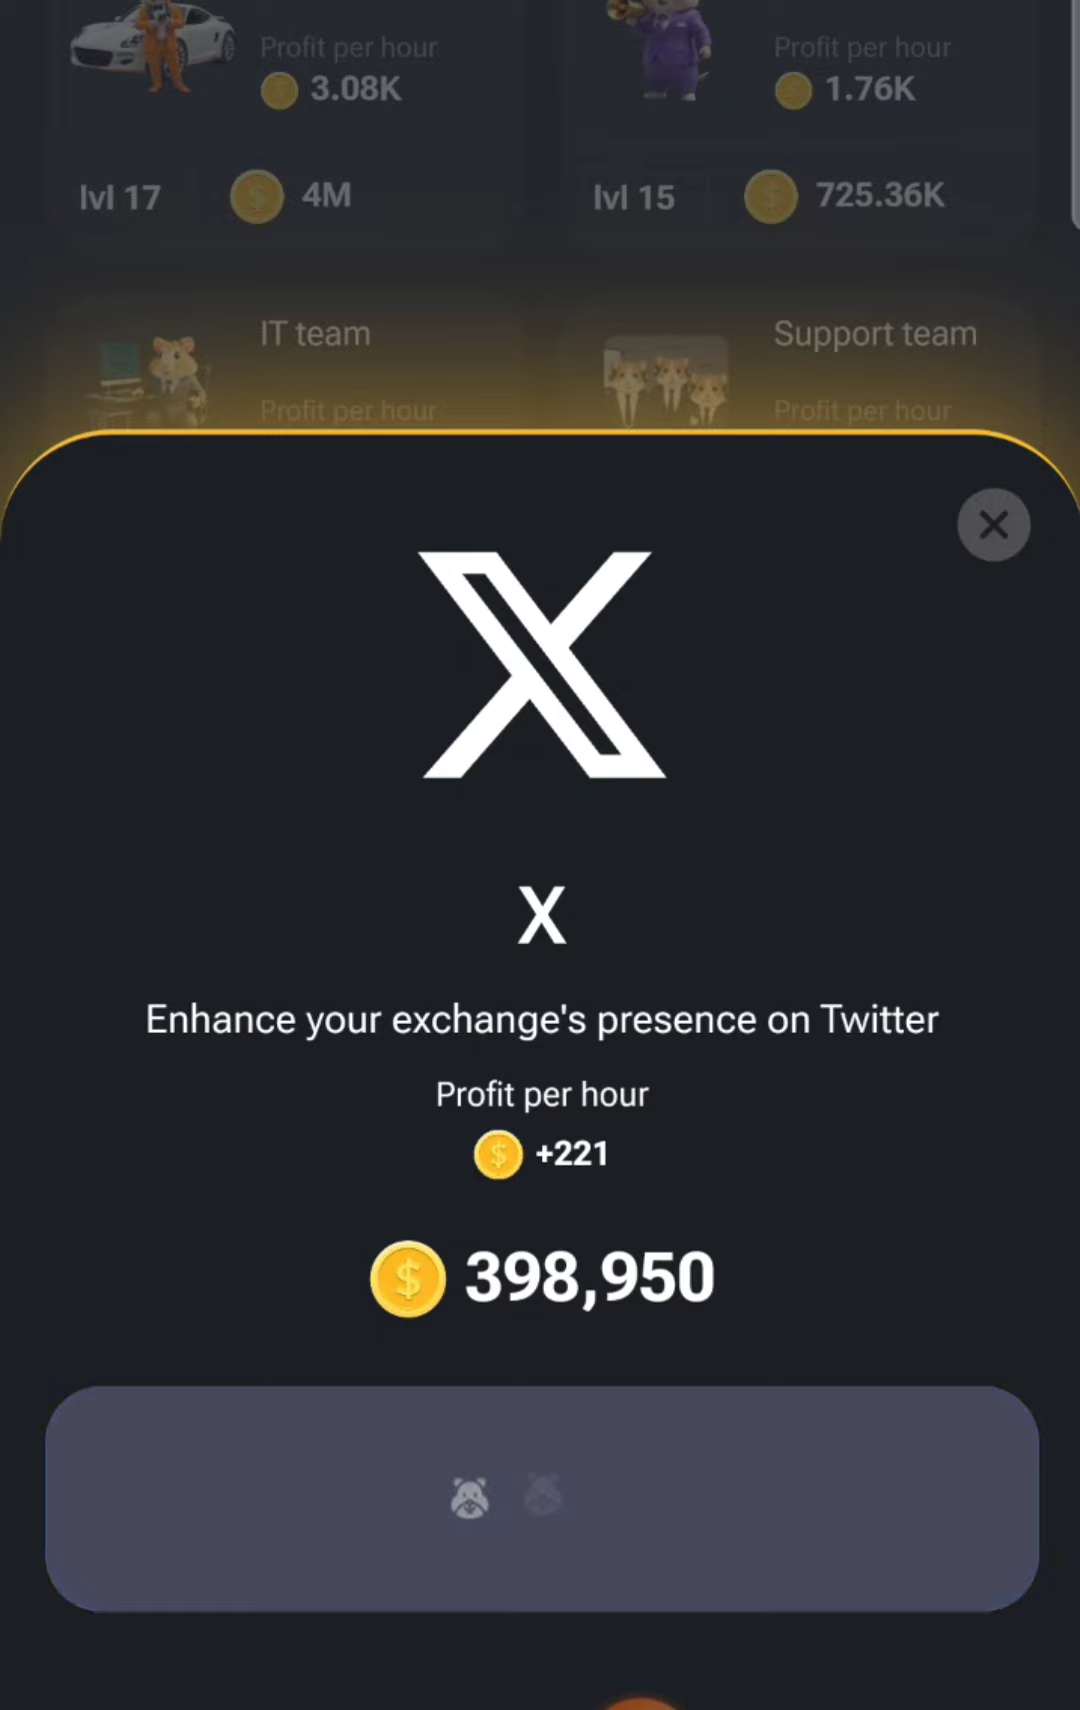 Profit per hour
3.08K
lvl 17
4M
Profit per hour
1.76K
lvl 15
725.36K
IT team
Profit per hour
Support team
Profit per hour
X
Enhance your exchange's presence on Twitter
Profit per hour
+221
398,950